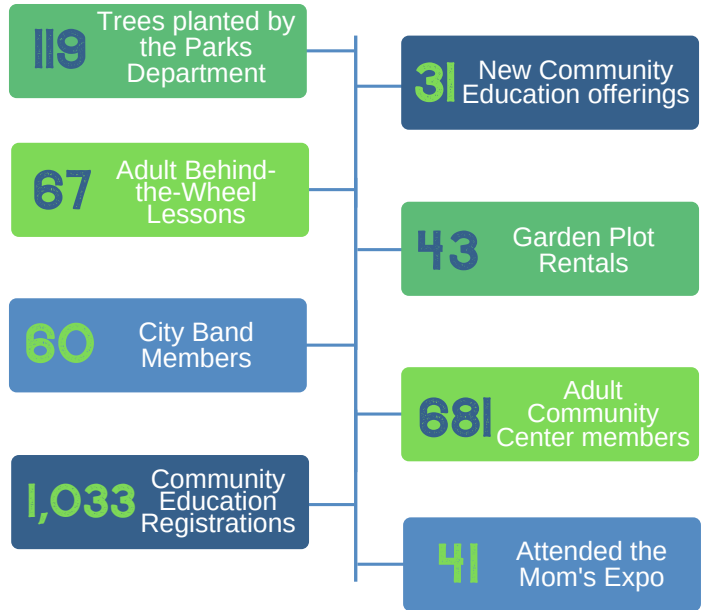 119
Trees planted by
the Parks
Department
31
New Community
Education offerings
67
Adult Behind-
the-Wheel
Lessons
43
Garden Plot
Rentals
60
City Band
Members
681
Adult
Community
Center members
1,033
Community
Education
Registrations
41
Attended the
Mom's Expo